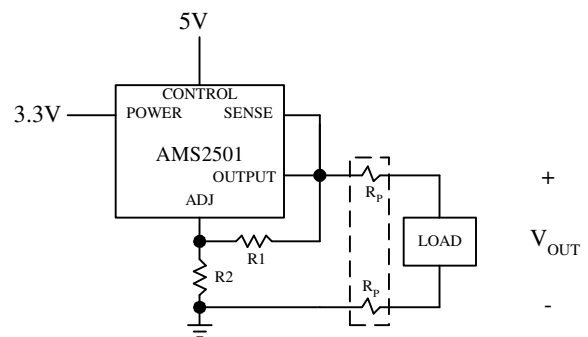 5V
CONTROL
3.3V
POWER
SENSE
AMS2501
OUTPUT
ADJ
R1
R2
RP
RP
LOAD
+
VOUT
-